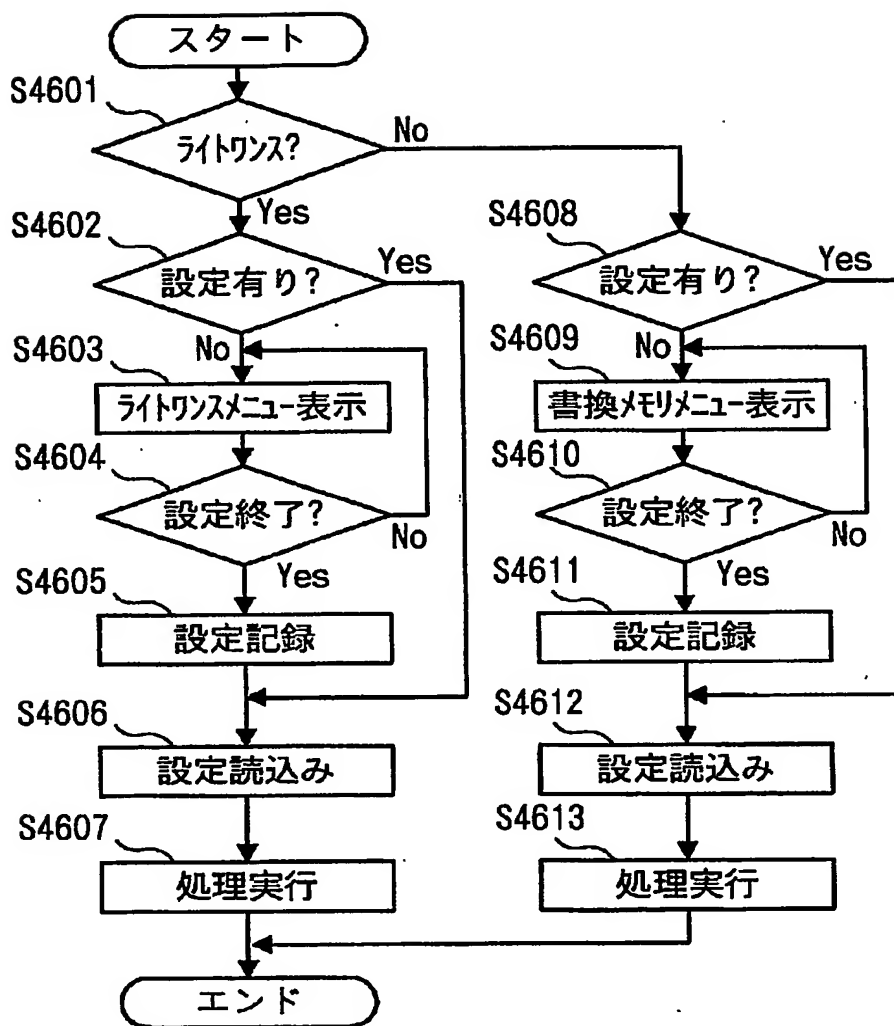 スタート
S4601
ライトワンス?
No
Yes
S4602
設定有り?
Yes
No
S4603
ライトワンスメニュー表示
S4604
設定終了?
No
Yes
S4605
設定記録
S4606
設定読込み
S4607
処理実行
S4608
設定有り?
Yes
No
S4609
書換メモリメニュー表示
S4610
設定終了?
No
Yes
S4611
設定記録
S4612
設定読込み
S4613
処理実行
エンド